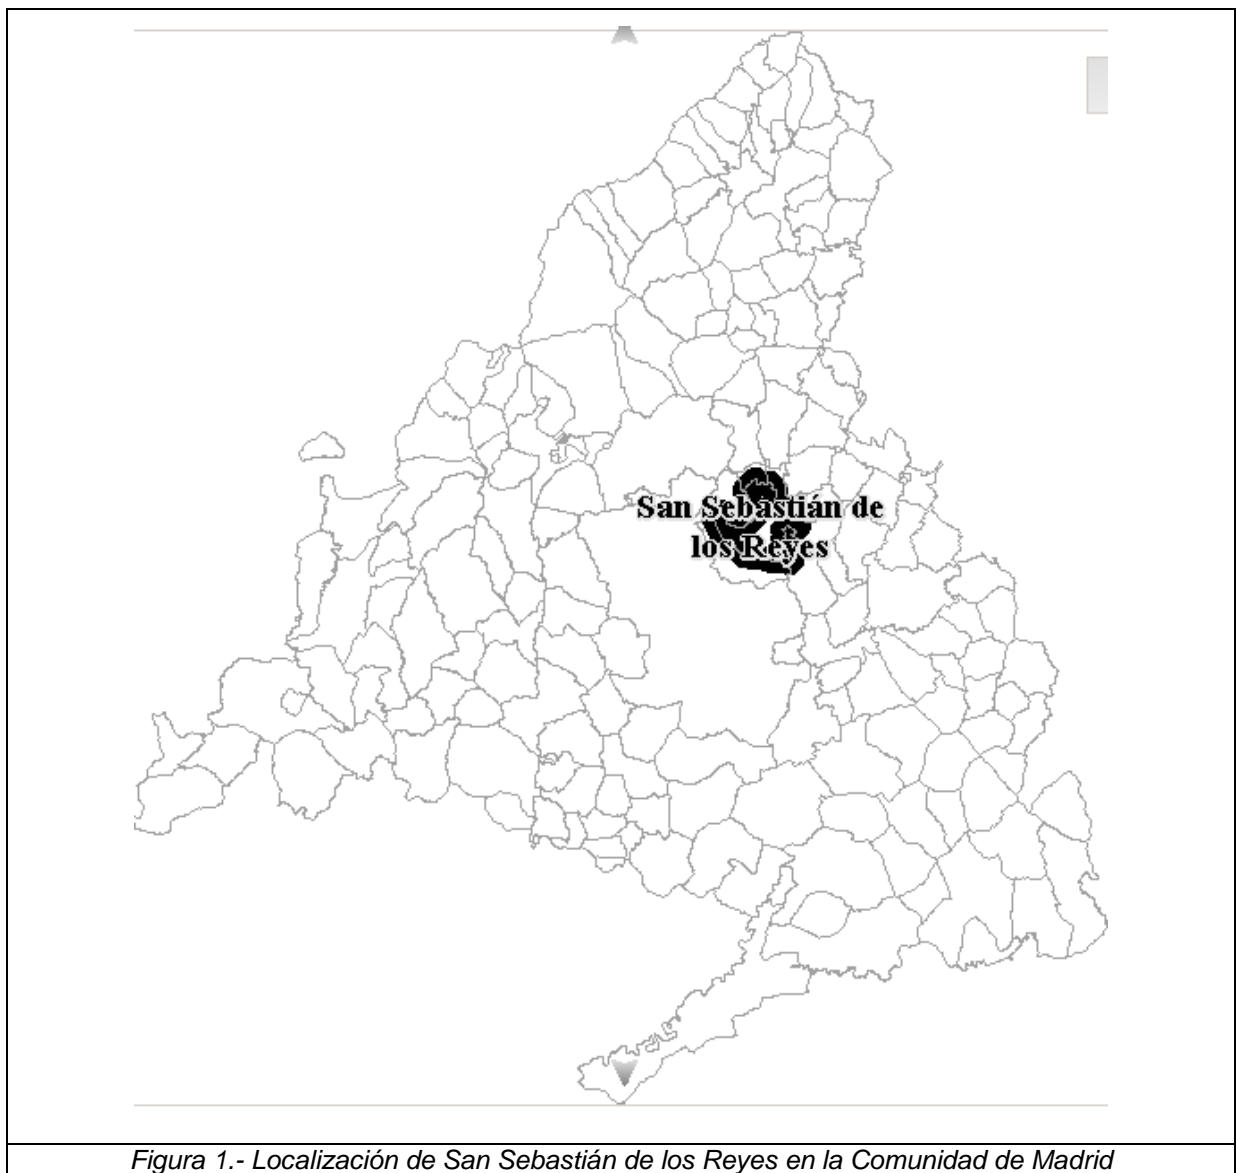 San Sebastián de
los Reyes
Figura 1.- Localización de San Sebastián de los Reyes en la Comunidad de Madrid